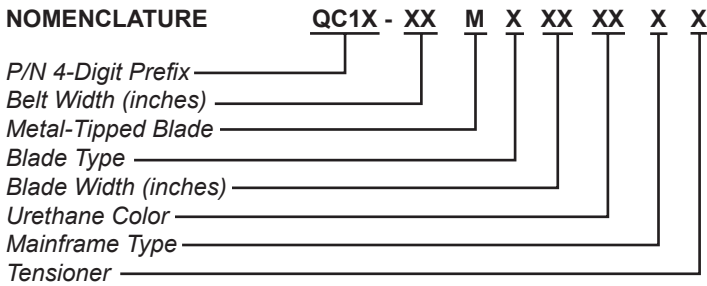 NOMENCLATURE QC1X - XX M X XX XX X X
P/N 4-Digit Prefix
Belt Width (inches)
Metal-Tipped Blade
Blade Type
Blade Width (inches)
Urethane Color
Mainframe Type
Tensioner